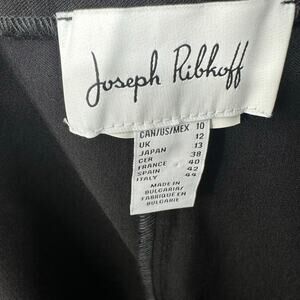 Joseph Ribkoff
CAN/US/MEX 10
UK 12
JAPAN 13
GER 38
FRANCE 40
SPAIN 42
ITALY 44
MADE IN
BULGARIA/
FABRIQUE EN
BULGARIE